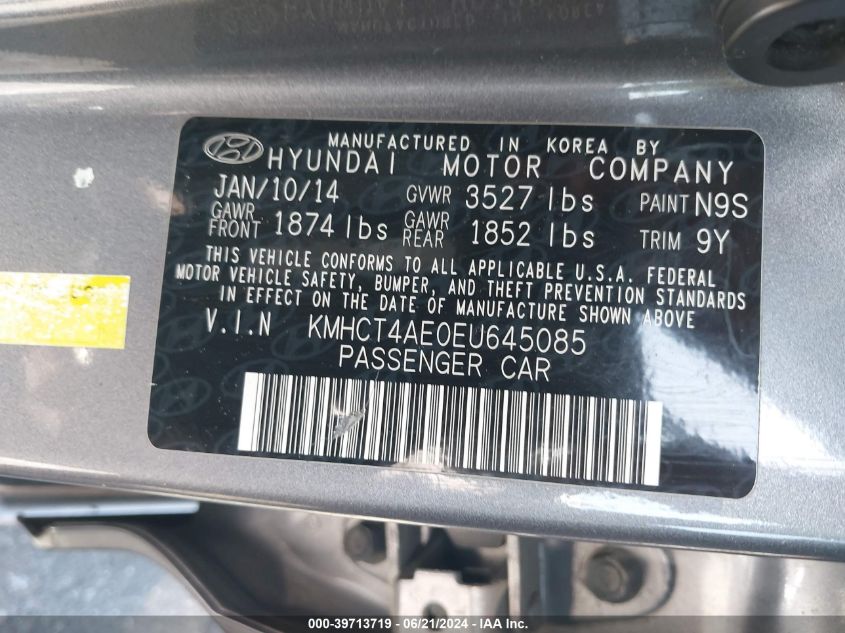 MANUFACTURED IN KOREA BY
HYUNDAI MOTOR COMPANY
JAN/10/14 GVWR 3527 lbs PAINT N9S
GAWR FRONT 1874 lbs GAWR REAR 1852 lbs TRIM 9Y
THIS VEHICLE CONFORMS TO ALL APPLICABLE U.S.A. FEDERAL
MOTOR VEHICLE SAFETY, BUMPER, AND THEFT PREVENTION STANDARDS
IN EFFECT ON THE DATE OF MANUFACTURE SHOWN ABOVE.
V.I.N KMHCT4AE0EU645085
PASSENGER CAR
000-39713719 - 06/21/2024 - IAA Inc.